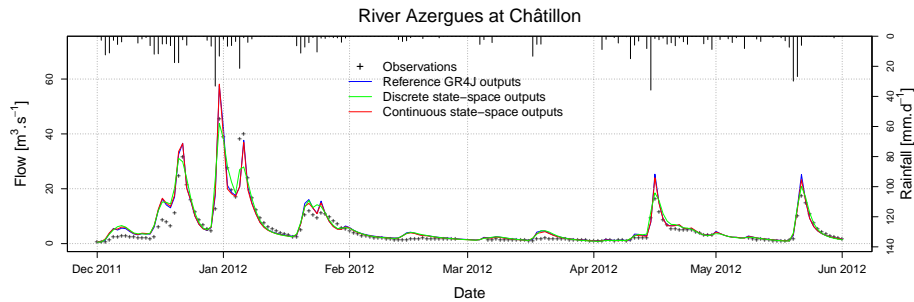 River Azergues at Châtillon
Observations
Reference GR4J outputs
Discrete state−space outputs
Continuous state−space outputs
Flow [m³.s⁻¹]
60
40
20
0
Rainfall [mm.d⁻¹]
0
20
40
60
80
100
120
140
Dec 2011
Jan 2012
Feb 2012
Mar 2012
Apr 2012
May 2012
Jun 2012
Date